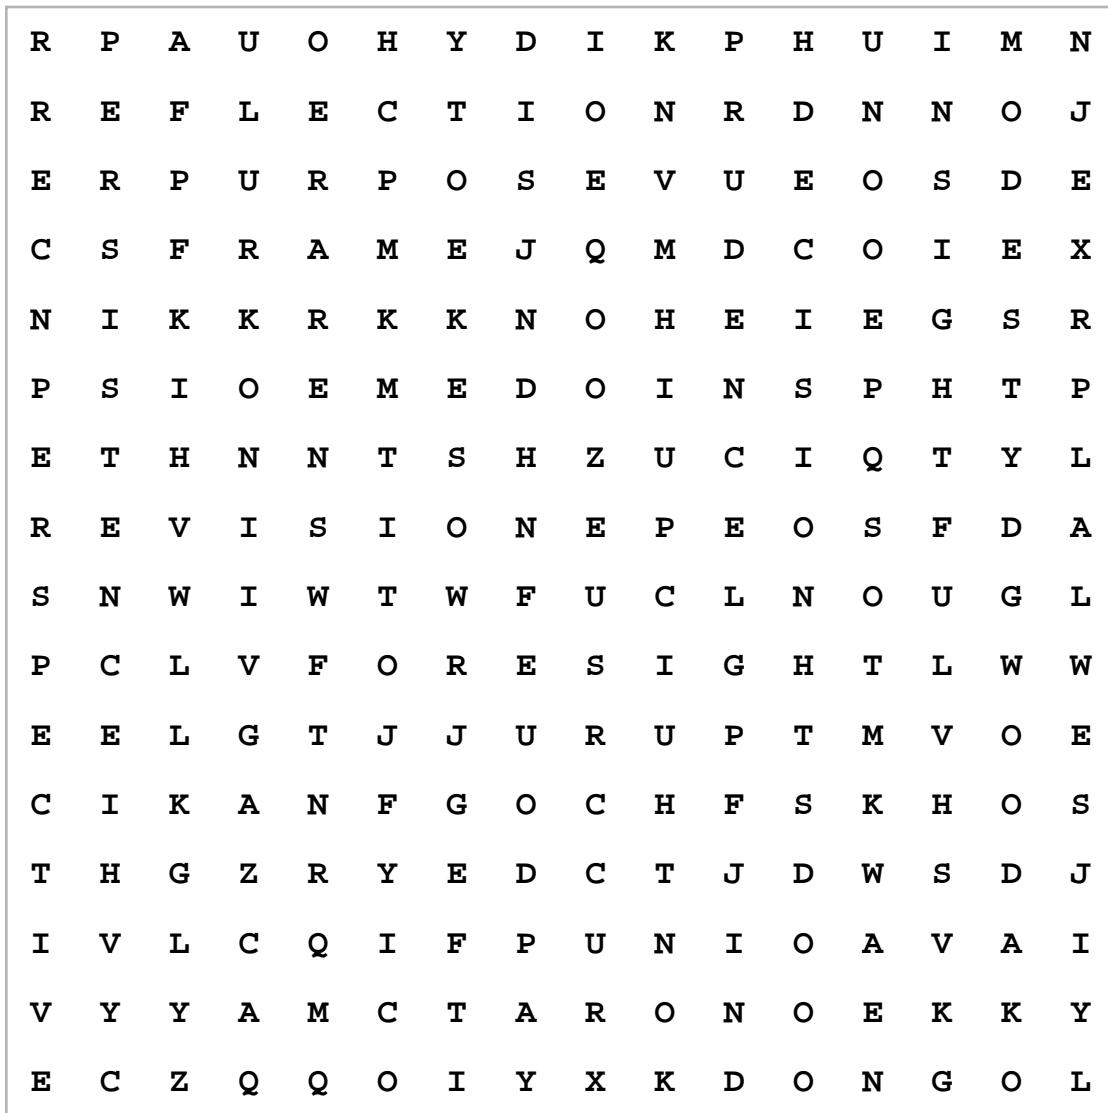 R P A U O H Y D I K P H U I M N
R E F L E C T I O N R D N N O J
E R P U R P O S E V U E O S D E
C S F R A M E J Q M D C O I E X
N I K K R K K N O H E I E G S R
P S I O E M E D O I N S P H T P
E T H N N T S H Z U C I Q T Y L
R E V I S I O N E P E O S F D A
S N W I W T W F U C L N O U G L
P C L V F O R E S I G H T L W W
E E L G T J J U R U P T M V O E
C I K A N F G O C H F S K H O S
T H G Z R Y E D C T J D W S D J
I V L C Q I F P U N I O A V A I
V Y Y A M C T A R O N O E K K Y
E C Z Q Q O I Y X K D O N G O L